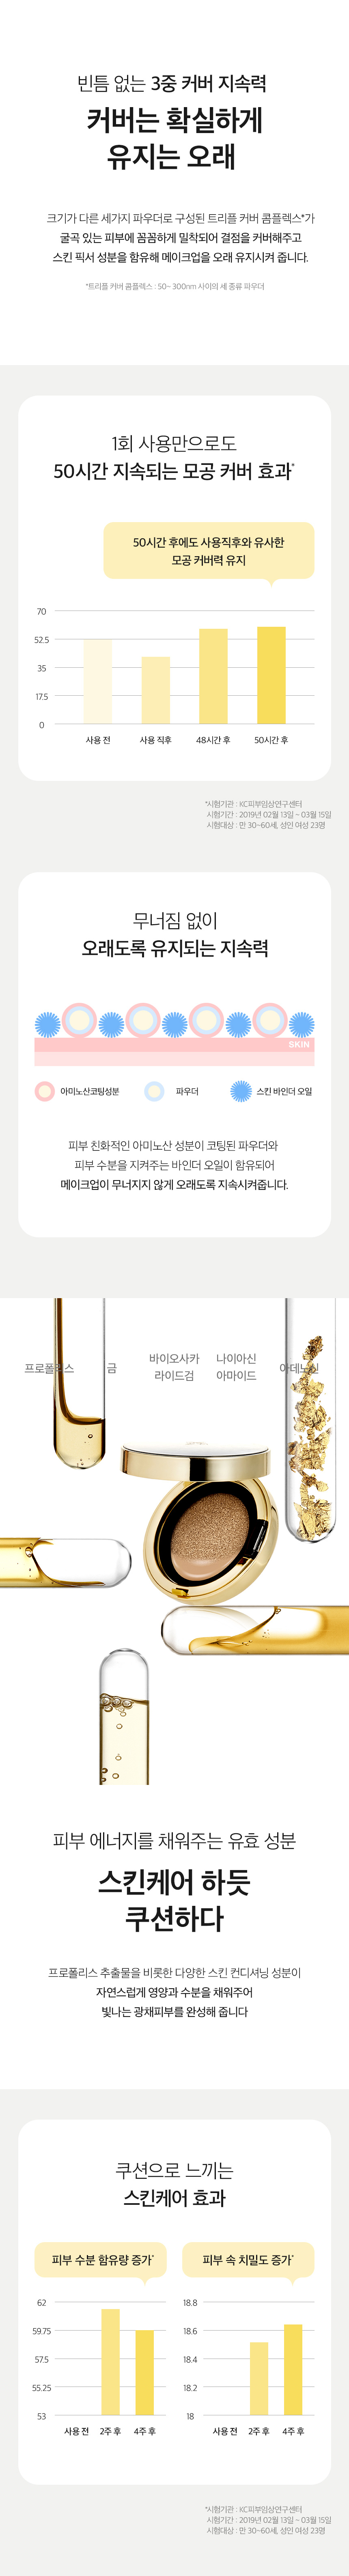 빈틈 없는 3중 커버 지속력
커버는 확실하게
유지는 오래
크기가 다른 세가지 파우더로 구성된 트리플 커버 콤플렉스*가
굴곡 있는 피부에 꼼꼼하게 밀착되어 결점을 커버해주고
스킨 픽서 성분을 함유해 메이크업을 오래 유지시켜 줍니다.
*트리플 커버 콤플렉스 : 50~ 300nm 사이의 세 종류 파우더
1회 사용만으로도
50시간 지속되는 모공 커버 효과*
50시간 후에도 사용직후와 유사한
모공 커버력 유지
70
52.5
35
17.5
0
사용 전 사용 직후 48시간 후 50시간 후
*시험기관 : KC피부임상연구센터
시험기간 : 2019년 02월 13일 ~ 03월 15일
시험대상 : 만 30~60세, 성인 여성 23명
무너짐 없이
오래도록 유지되는 지속력
SKIN
아미노산코팅성분 파우더 스킨 바인더 오일
피부 친화적인 아미노산 성분이 코팅된 파우더와
피부 수분을 지켜주는 바인더 오일이 함유되어
메이크업이 무너지지 않게 오래도록 지속시켜줍니다.
프로폴리스 금 바이오사카 나이아신 아데노신
라이드검 아마이드
피부 에너지를 채워주는 유효 성분
스킨케어 하듯
쿠션하다
프로폴리스 추출물을 비롯한 다양한 스킨 컨디셔닝 성분이
자연스럽게 영양과 수분을 채워주어
빛나는 광채피부를 완성해 줍니다
쿠션으로 느끼는
스킨케어 효과
피부 수분 함유량 증가*
62
59.75
57.5
55.25
53
사용 전 2주 후 4주 후
피부 속 치밀도 증가*
18.8
18.6
18.4
18.2
18
사용 전 2주 후 4주 후
*시험기관 : KC피부임상연구센터
시험기간 : 2019년 02월 13일 ~ 03월 15일
시험대상 : 만 30~60세, 성인 여성 23명